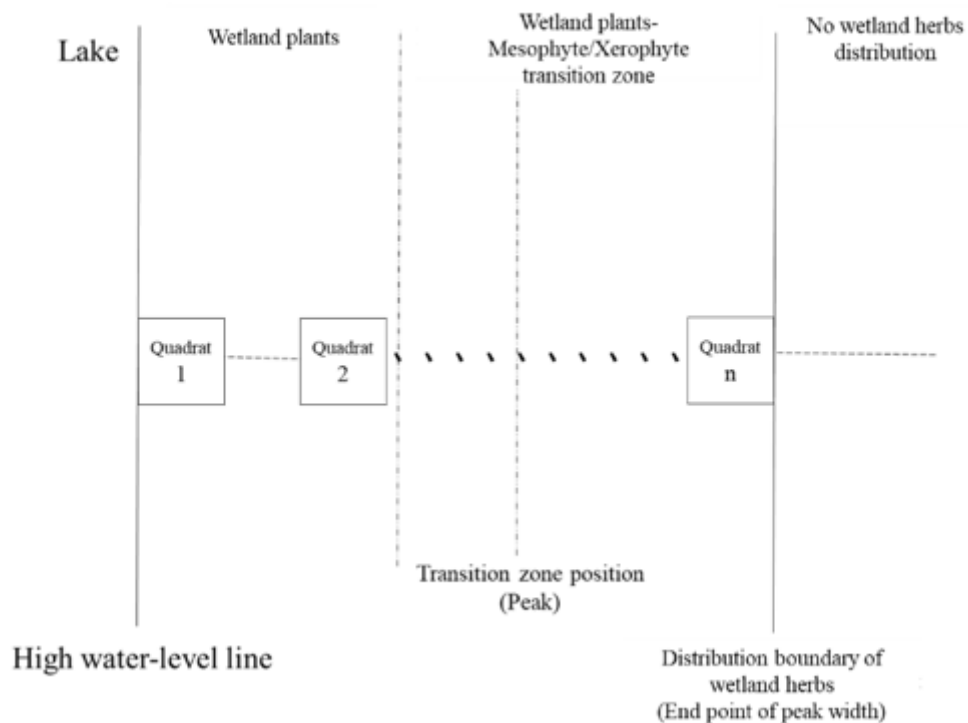 Lake
Wetland plants
Wetland plants-
Mesophyte/Xerophyte
transition zone
No wetland herbs
distribution
Quadrat
1
Quadrat
2
Quadrat
n
Transition zone position
(Peak)
High water-level line
Distribution boundary of
wetland herbs
(End point of peak width)